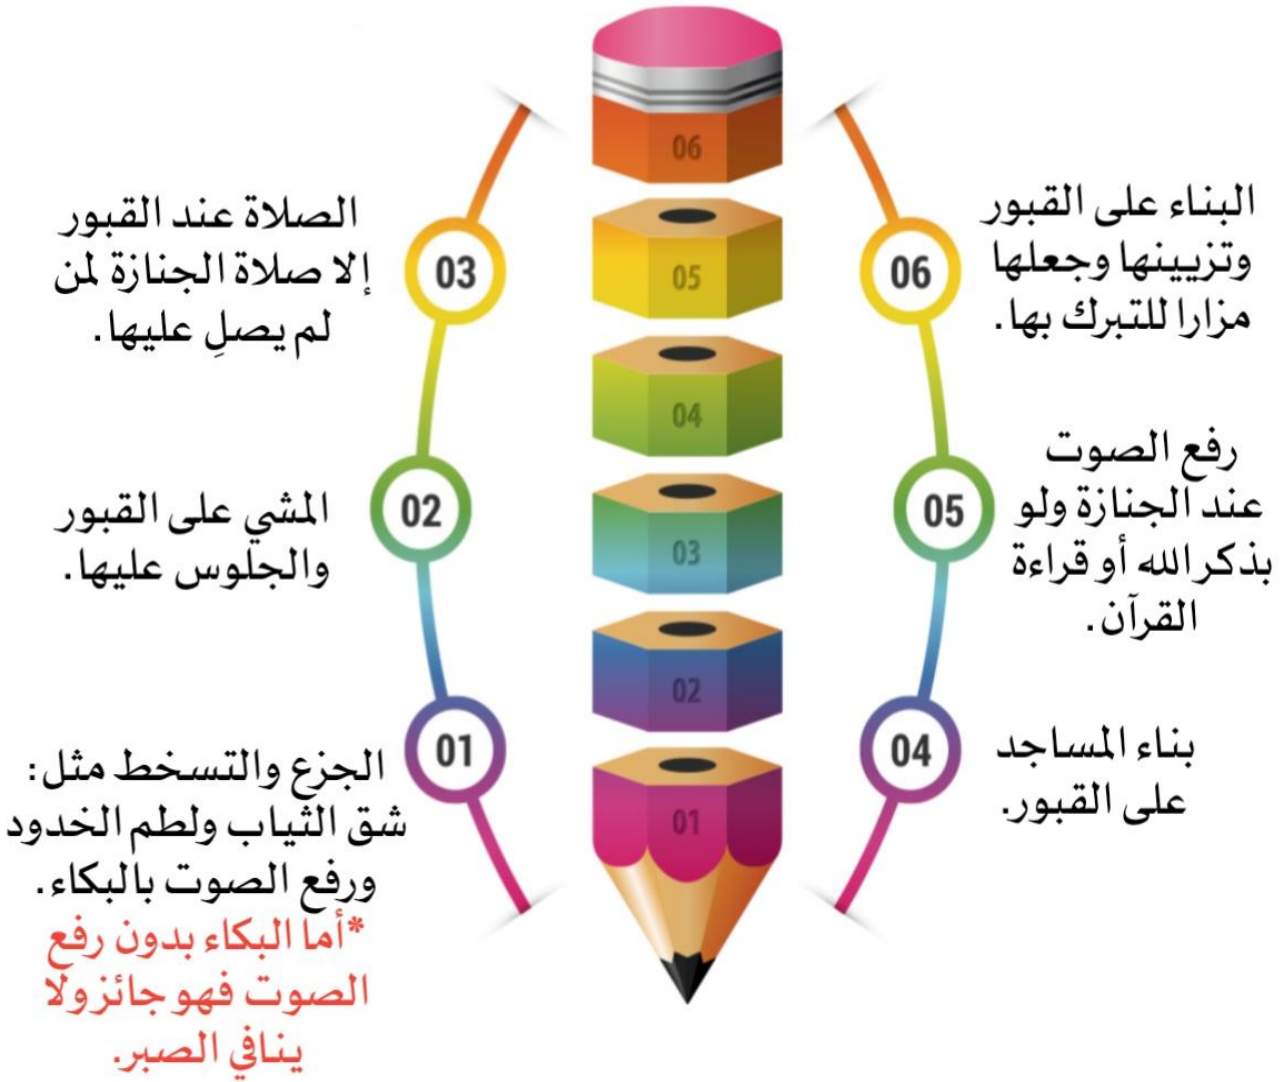 06
05
04
03
02
01
01
الجزع والتسخط مثل:
شق الثياب ولطم الخدود
ورفع الصوت بالبكاء.
*أما البكاء بدون رفع
الصوت فهو جائز ولا
ينافي الصبر.
02
المشي على القبور
والجلوس عليها.
03
الصلاة عند القبور
إلا صلاة الجنازة لمن
لم يصلِ عليها.
04
بناء المساجد
على القبور.
05
رفع الصوت
عند الجنازة ولو
بذكر الله أو قراءة
القرآن.
06
البناء على القبور
وتزيينها وجعلها
مزارا للتبرك بها.